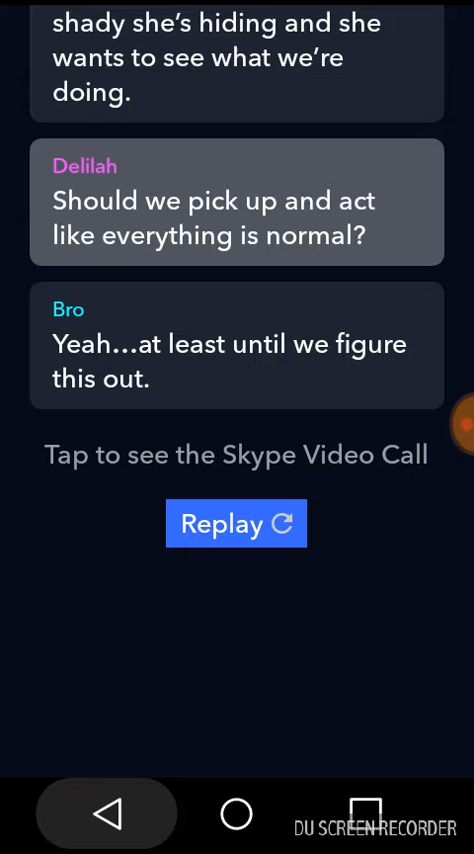 shady she's hiding and she
wants to see what we're
doing.
Delilah
Should we pick up and act
like everything is normal?
Bro
Yeah...at least until we figure
this out.
Tap to see the Skype Video Call
Replay
DU SCREEN RECORDER